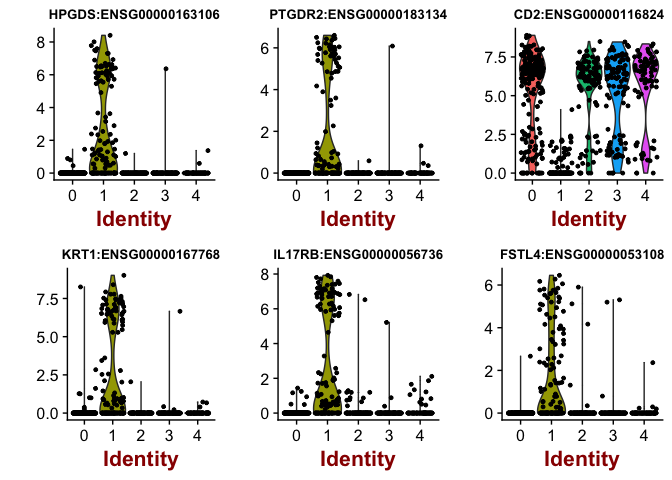 HPGDS:ENSG00000163106
8
6
4
2
0
0 1 2 3 4
Identity
PTGDR2:ENSG00000183134
6
4
2
0
0 1 2 3 4
Identity
CD2:ENSG00000116824
7.5
5.0
2.5
0.0
0 1 2 3 4
Identity
KRT1:ENSG00000167768
7.5
5.0
2.5
0.0
0 1 2 3 4
Identity
IL17RB:ENSG00000056736
8
6
4
2
0
0 1 2 3 4
Identity
FSTL4:ENSG00000053108
6
4
2
0
0 1 2 3 4
Identity